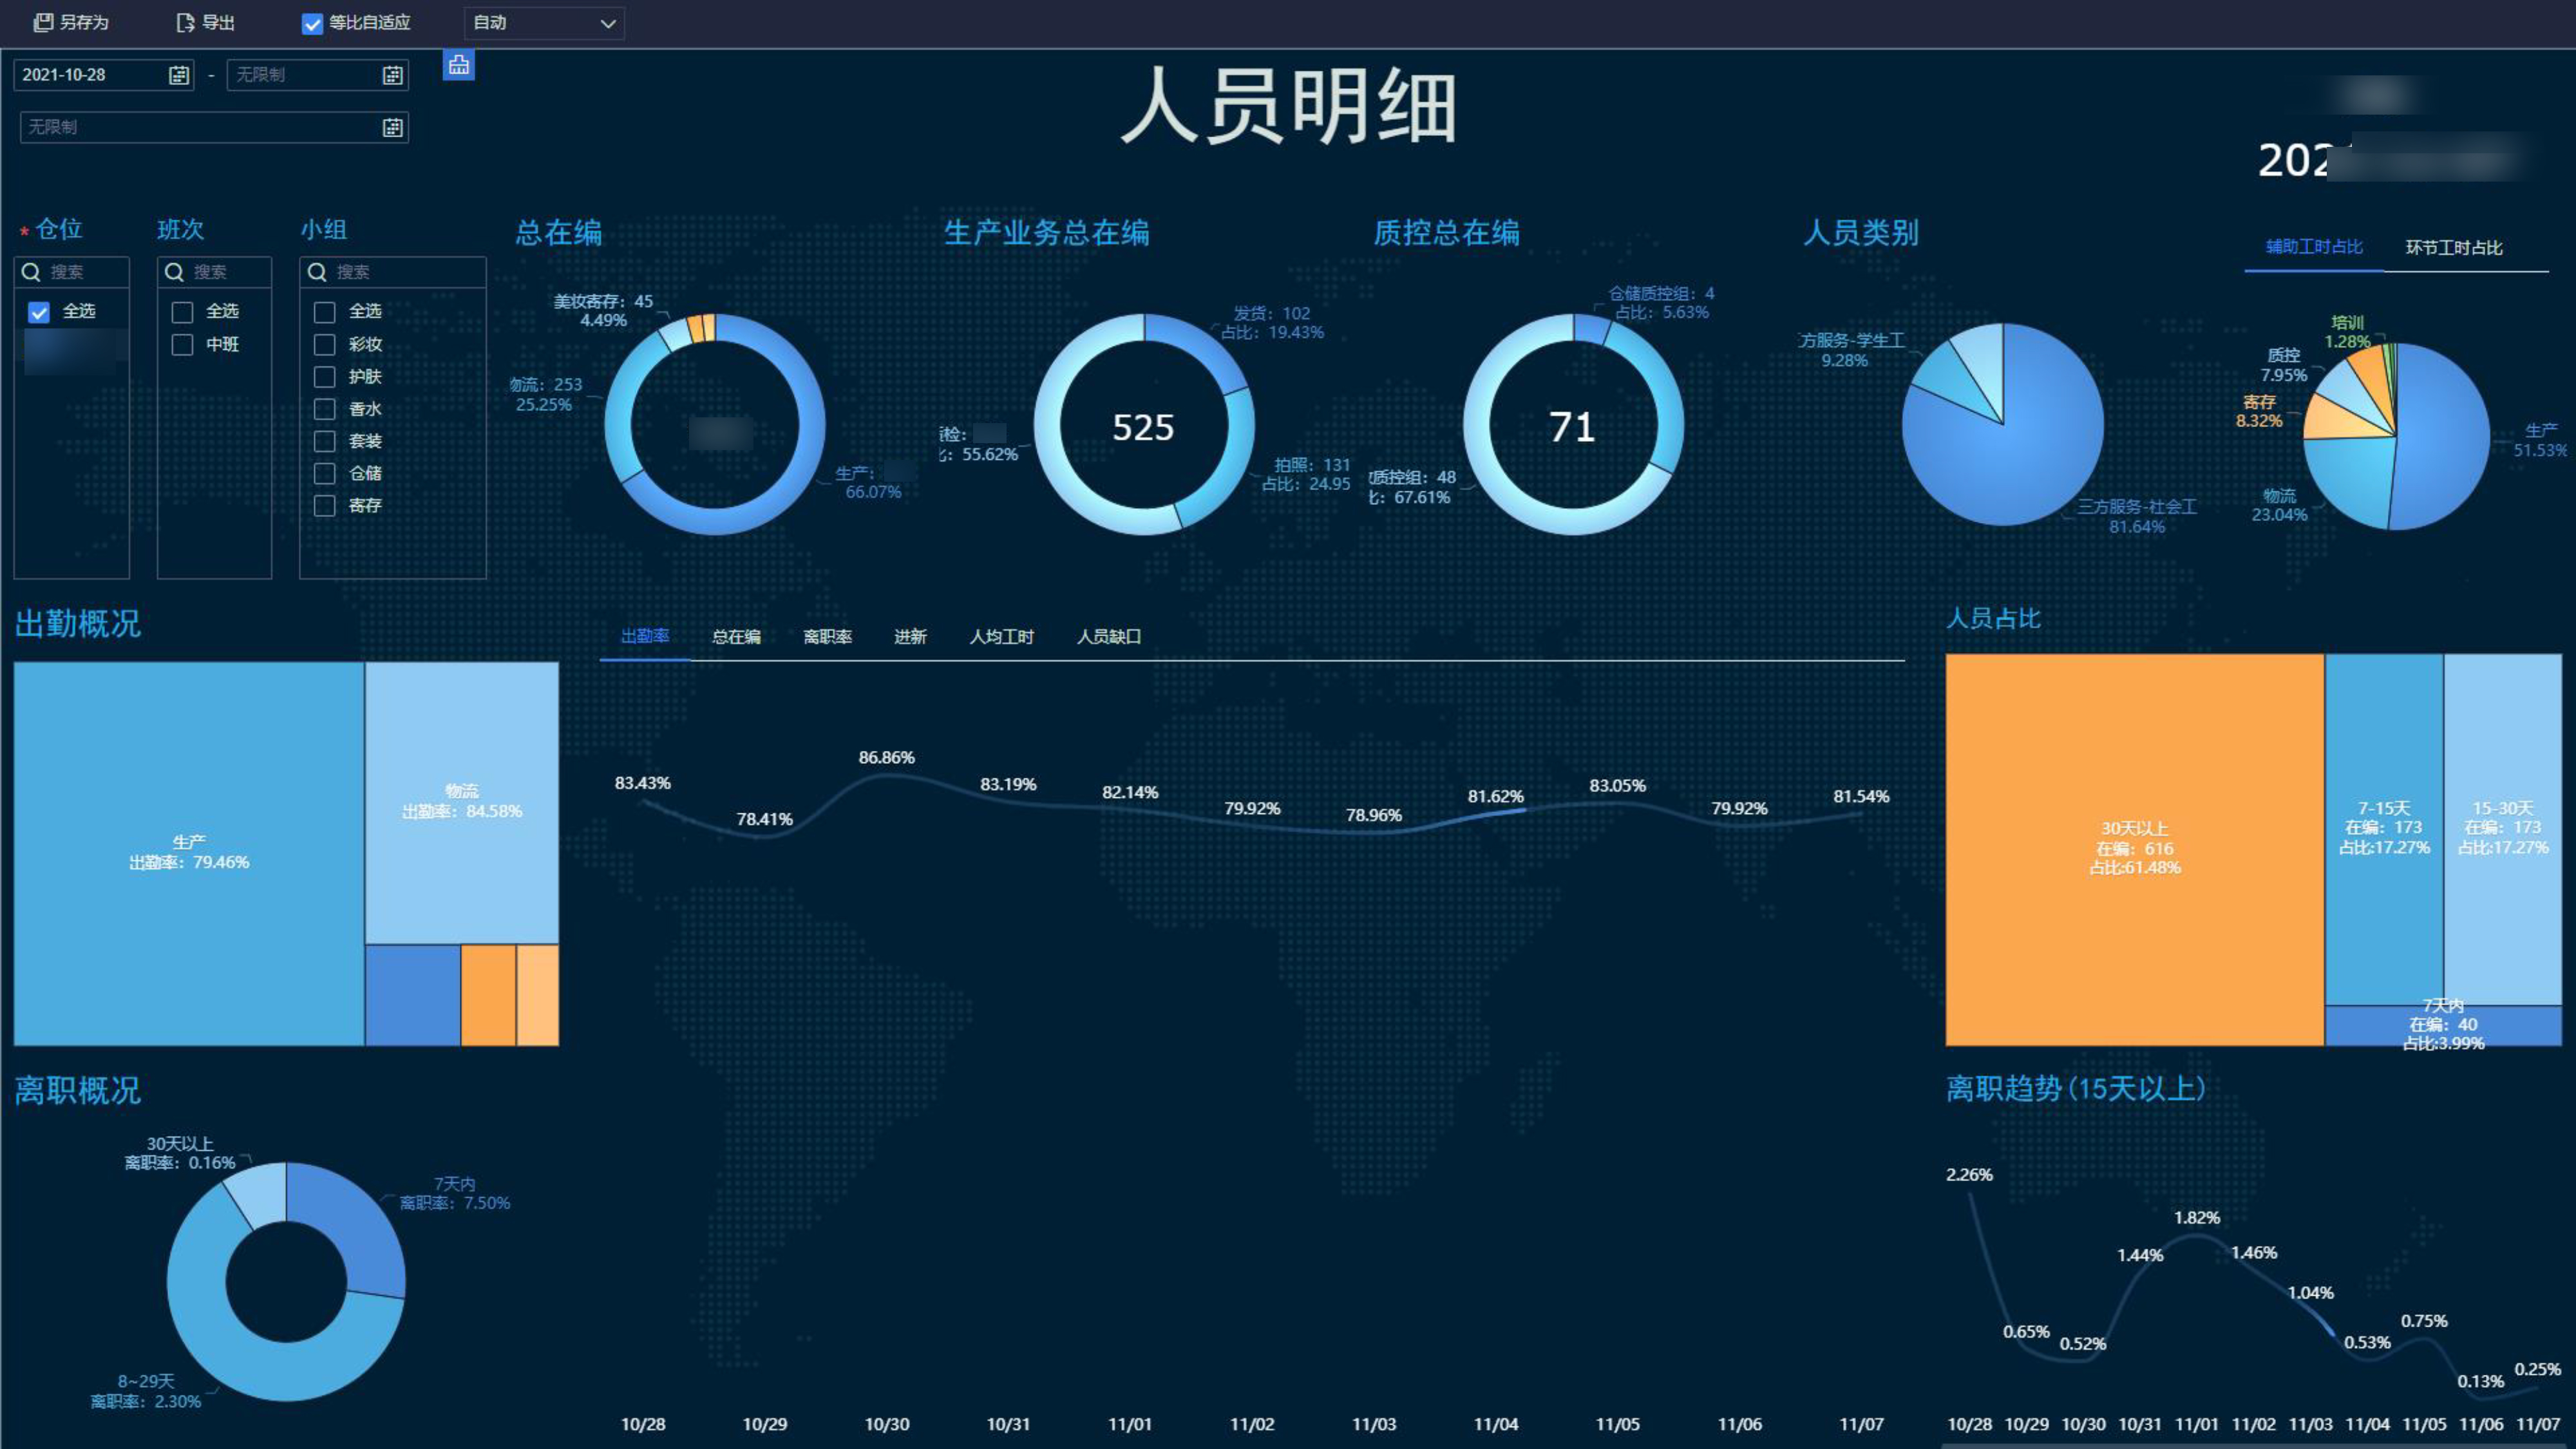 另存为
导出
等比自适应
自动
2021-10-28
-
无限制
无限制
人员明细
202
* 仓位
搜索
全选
班次
搜索
全选
中班
小组
搜索
全选
彩妆
护肤
香水
套装
仓储
寄存
总在编
美妆寄存: 45
4.49%
物流: 253
25.25%
生产:
66.07%
生产业务总在编
发货: 102
占比: 19.43%
525
检:
: 55.62%
拍照: 131
占比: 24.95
质控总在编
仓储质控组: 4
占比: 5.63%
71
质控组: 48
: 67.61%
人员类别
方服务-学生工
9.28%
三方服务-社会工
81.64%
辅助工时占比
环节工时占比
培训
1.28%
质控
7.95%
寄存
8.32%
物流
23.04%
生产
51.53%
出勤概况
生产
出勤率: 79.46%
物流
出勤率: 84.58%
出勤率
总在编
离职率
进新
人均工时
人员缺口
83.43%
78.41%
86.86%
83.19%
82.14%
79.92%
78.96%
81.62%
83.05%
79.92%
81.54%
10/28
10/29
10/30
10/31
11/01
11/02
11/03
11/04
11/05
11/06
11/07
人员占比
30天以上
在编: 616
占比:61.48%
7-15天
在编: 173
占比:17.27%
15-30天
在编: 173
占比:17.27%
7天内
在编: 40
占比:3.99%
离职概况
30天以上
离职率: 0.16%
7天内
离职率: 7.50%
8~29天
离职率: 2.30%
离职趋势(15天以上)
2.26%
0.65%
0.52%
1.44%
1.82%
1.46%
1.04%
0.53%
0.75%
0.13%
0.25%
10/28
10/29
10/30
10/31
11/01
11/02
11/03
11/04
11/05
11/06
11/07